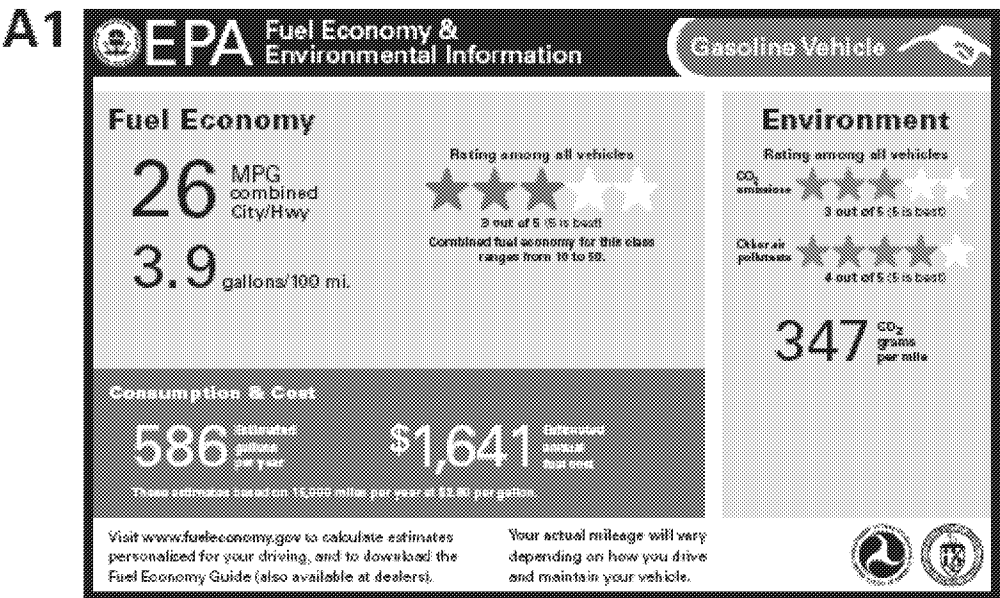 A1
EPA Fuel Economy &
Environmental Information
Gasoline Vehicle
Fuel Economy
26 MPG
combined
City/Hwy
3.9 gallons/100 mi.
Rating among all vehicles
3 out of 5 (5 is best)
Combined fuel economy for this class
ranges from 10 to 50.
Environment
Rating among all vehicles
CO2
emissions
3 out of 5 (5 is best)
Other air
pollutants
4 out of 5 (5 is best)
347 CO2
grams
per mile
Consumption & Cost
586 Estimated
gallons
per year
$1,641 Estimated
annual
fuel cost
These estimates based on 15,000 miles per year at $2.80 per gallon.
Visit www.fueleconomy.gov to calculate estimates
personalized for your driving, and to download the
Fuel Economy Guide (also available at dealers).
Your actual mileage will vary
depending on how you drive
and maintain your vehicle.